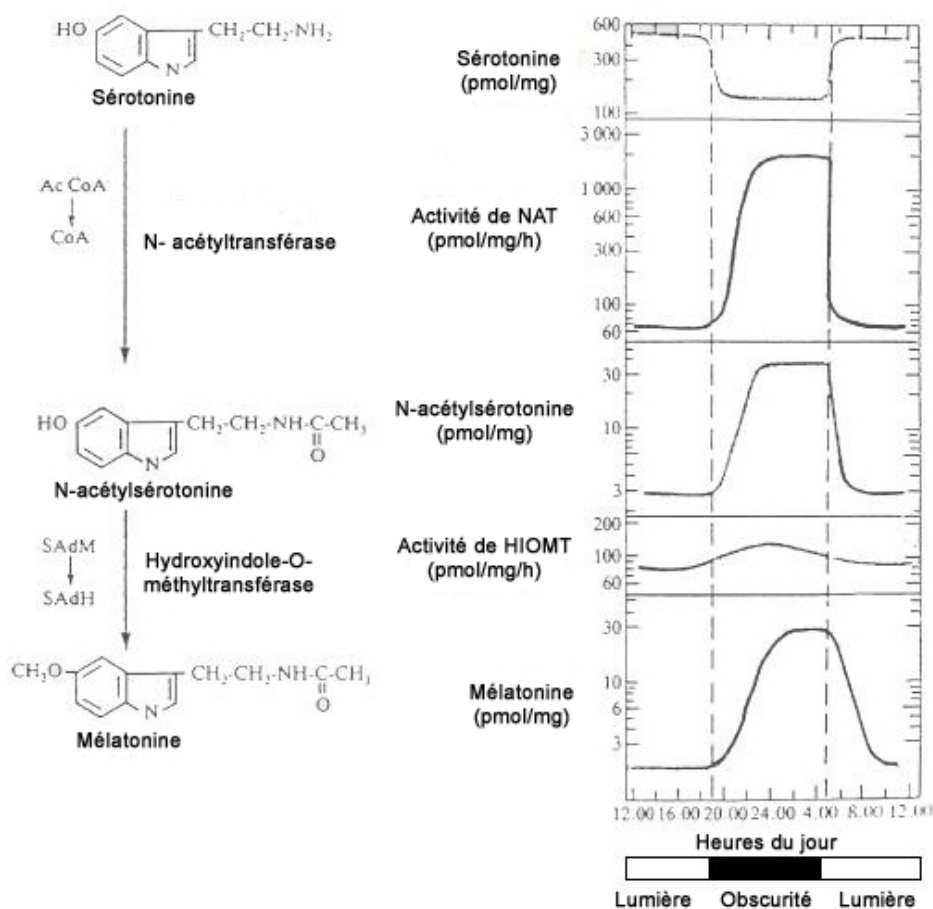 HO
CH₂-CH₂-NH₂
N
Sérotonine
Ac CoA
CoA
N- acétyltransférase
HO
CH₂-CH₂-NH-C-CH₃
O
N
N-acétylsérotonine
SAdM
SAdH
Hydroxyindole-O-
méthyltransférase
CH₃O
CH₂-CH₂-NH-C-CH₃
O
N
Mélatonine
Sérotonine
(pmol/mg)
600
300
100
Activité de NAT
(pmol/mg/h)
3 000
1 000
600
300
100
60
N-acétylsérotonine
(pmol/mg)
30
10
3
Activité de HIOMT
(pmol/mg/h)
200
100
60
Mélatonine
(pmol/mg)
30
10
6
3
12.00 16.00 20.00 24.00 4.00 8.00 12.00
Heures du jour
Lumière Obscurité Lumière